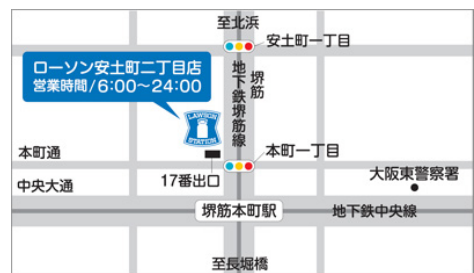 至北浜
安土町一丁目
ローソン安土町二丁目店
営業時間/6:00～24:00
地下鉄堺筋線
堺筋
LAWSON
STATION
本町通
本町一丁目
17番出口
中央大通
大阪東警察署
堺筋本町駅
地下鉄中央線
至長堀橋